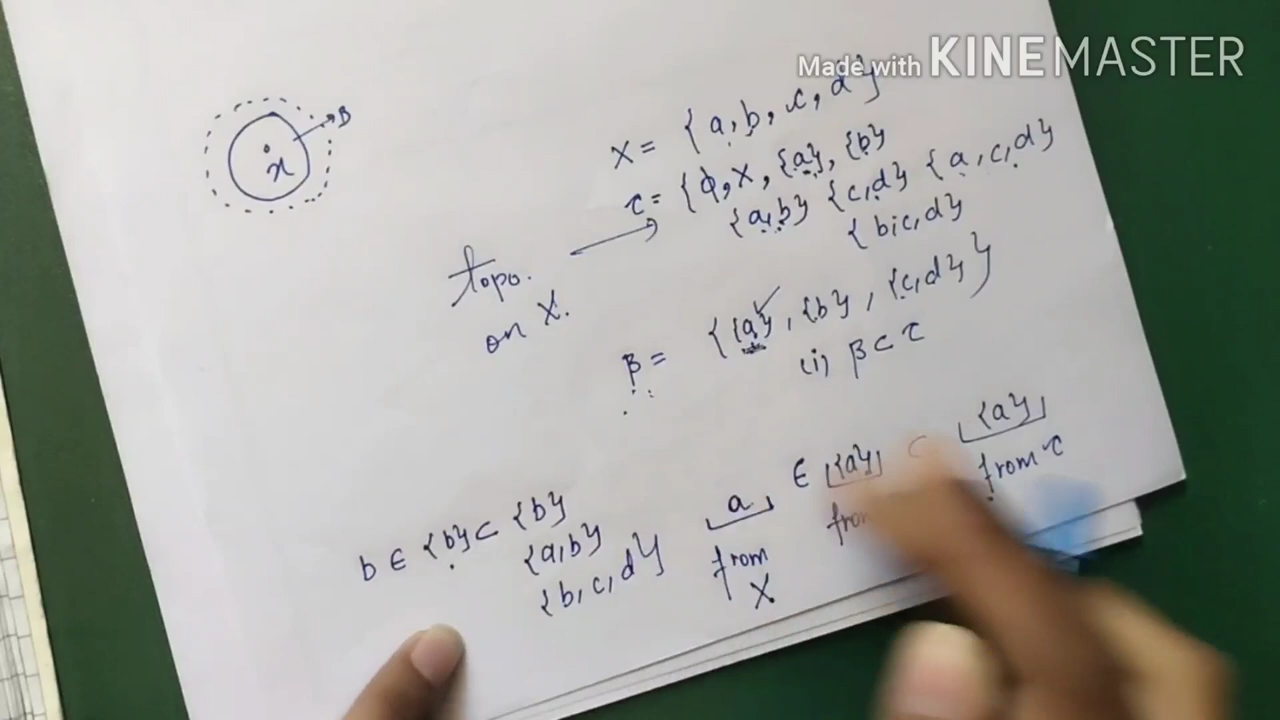 Made with KINEMASTER
B
x
X = {a, b, c, d}
τ = {ϕ, X, {a}, {b}
{a,b} {c,d} {a, c, d}
{b,c,d}
topo.
on X.
β = {{a}, {b}, {c,d}}
(i) β ⊂ τ
a ∈ {a} ⊂ {a}
from X
from τ
b ∈ {b} ⊂ {b}
{a,b}
{b, c, d}